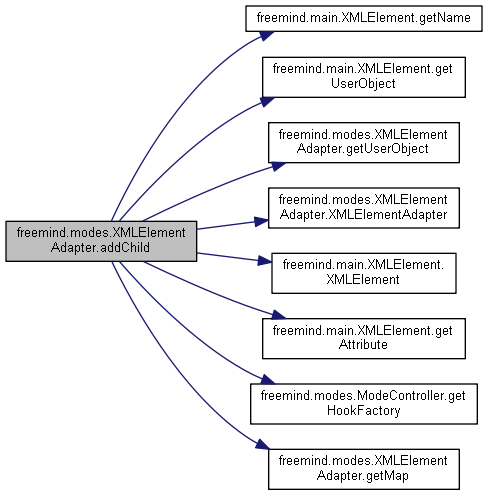 freemind.main.XMLElement.getName
freemind.main.XMLElement.get
UserObject
freemind.modes.XMLElement
Adapter.getUserObject
freemind.modes.XMLElement
Adapter.XMLElementAdapter
freemind.modes.XMLElement
Adapter.addChild
freemind.main.XMLElement.
XMLElement
freemind.main.XMLElement.get
Attribute
freemind.modes.ModeController.get
HookFactory
freemind.modes.XMLElement
Adapter.getMap